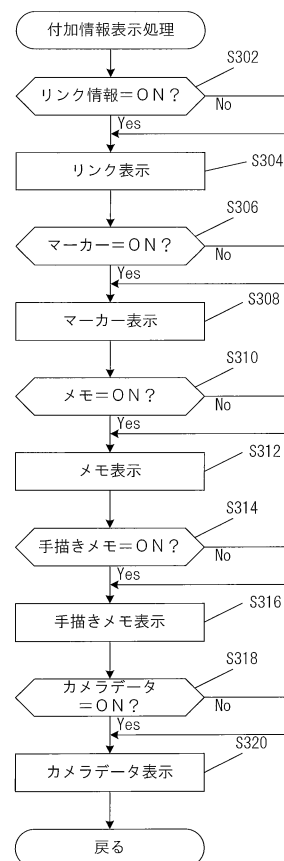 付加情報表示処理
S302
リンク情報=ON?
No
Yes
リンク表示
S304
S306
マーカー=ON?
No
Yes
マーカー表示
S308
S310
メモ=ON?
No
Yes
メモ表示
S312
S314
手描きメモ=ON?
No
Yes
手描きメモ表示
S316
S318
カメラデータ
=ON?
No
Yes
カメラデータ表示
S320
戻る